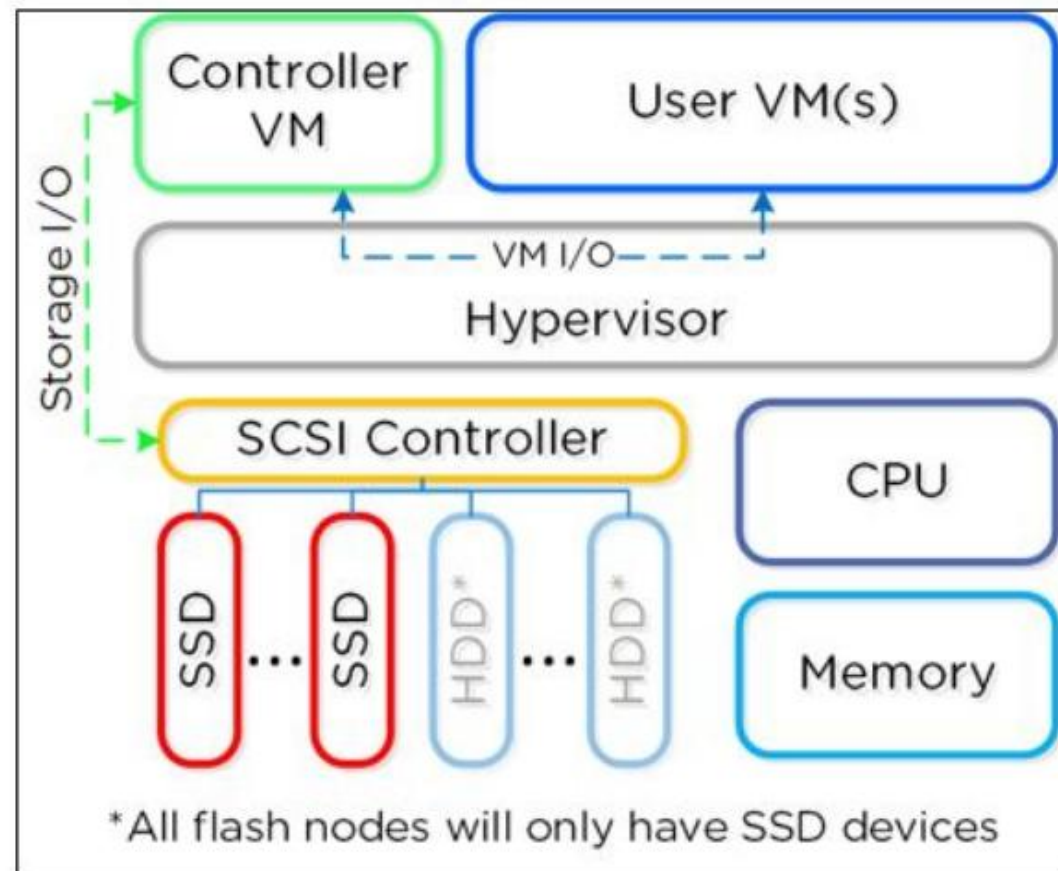 Controller
VM
User VM(s)
Storage I/O
VM I/O
Hypervisor
SCSI Controller
CPU
SSD
...
SSD
HDD*
...
HDD*
Memory
*All flash nodes will only have SSD devices